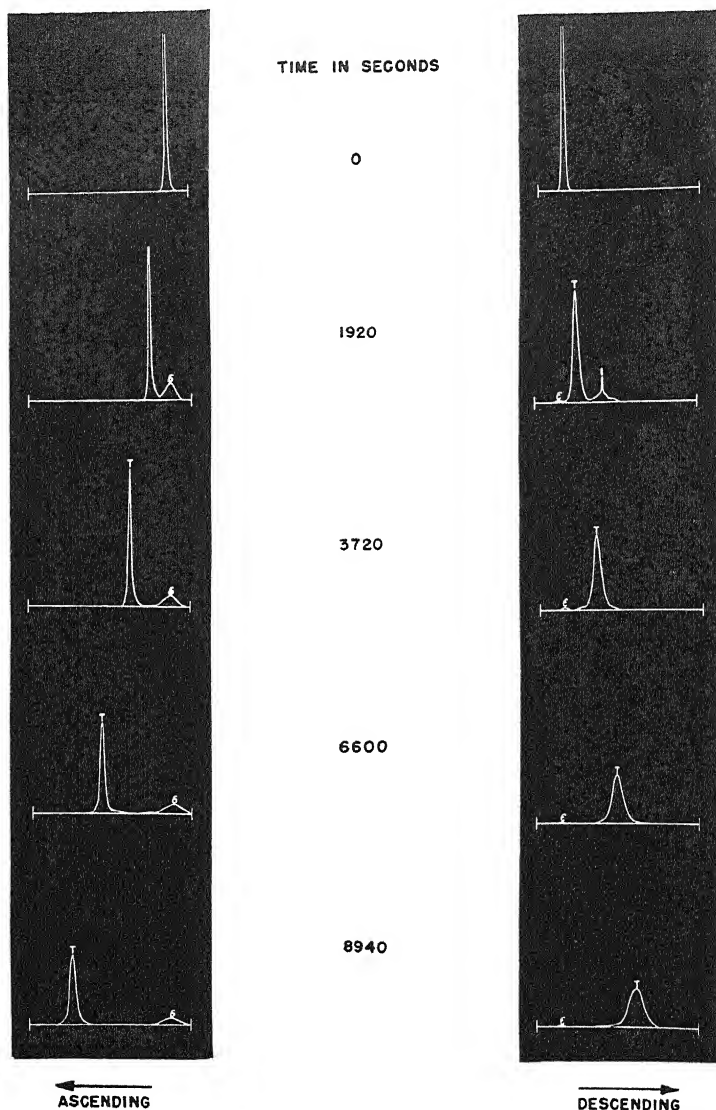 TIME IN SECONDS
0
1920
δ
T
ε
3720
T
δ
T
ε
6600
T
δ
T
ε
8940
T
δ
T
ε
ASCENDING
DESCENDING